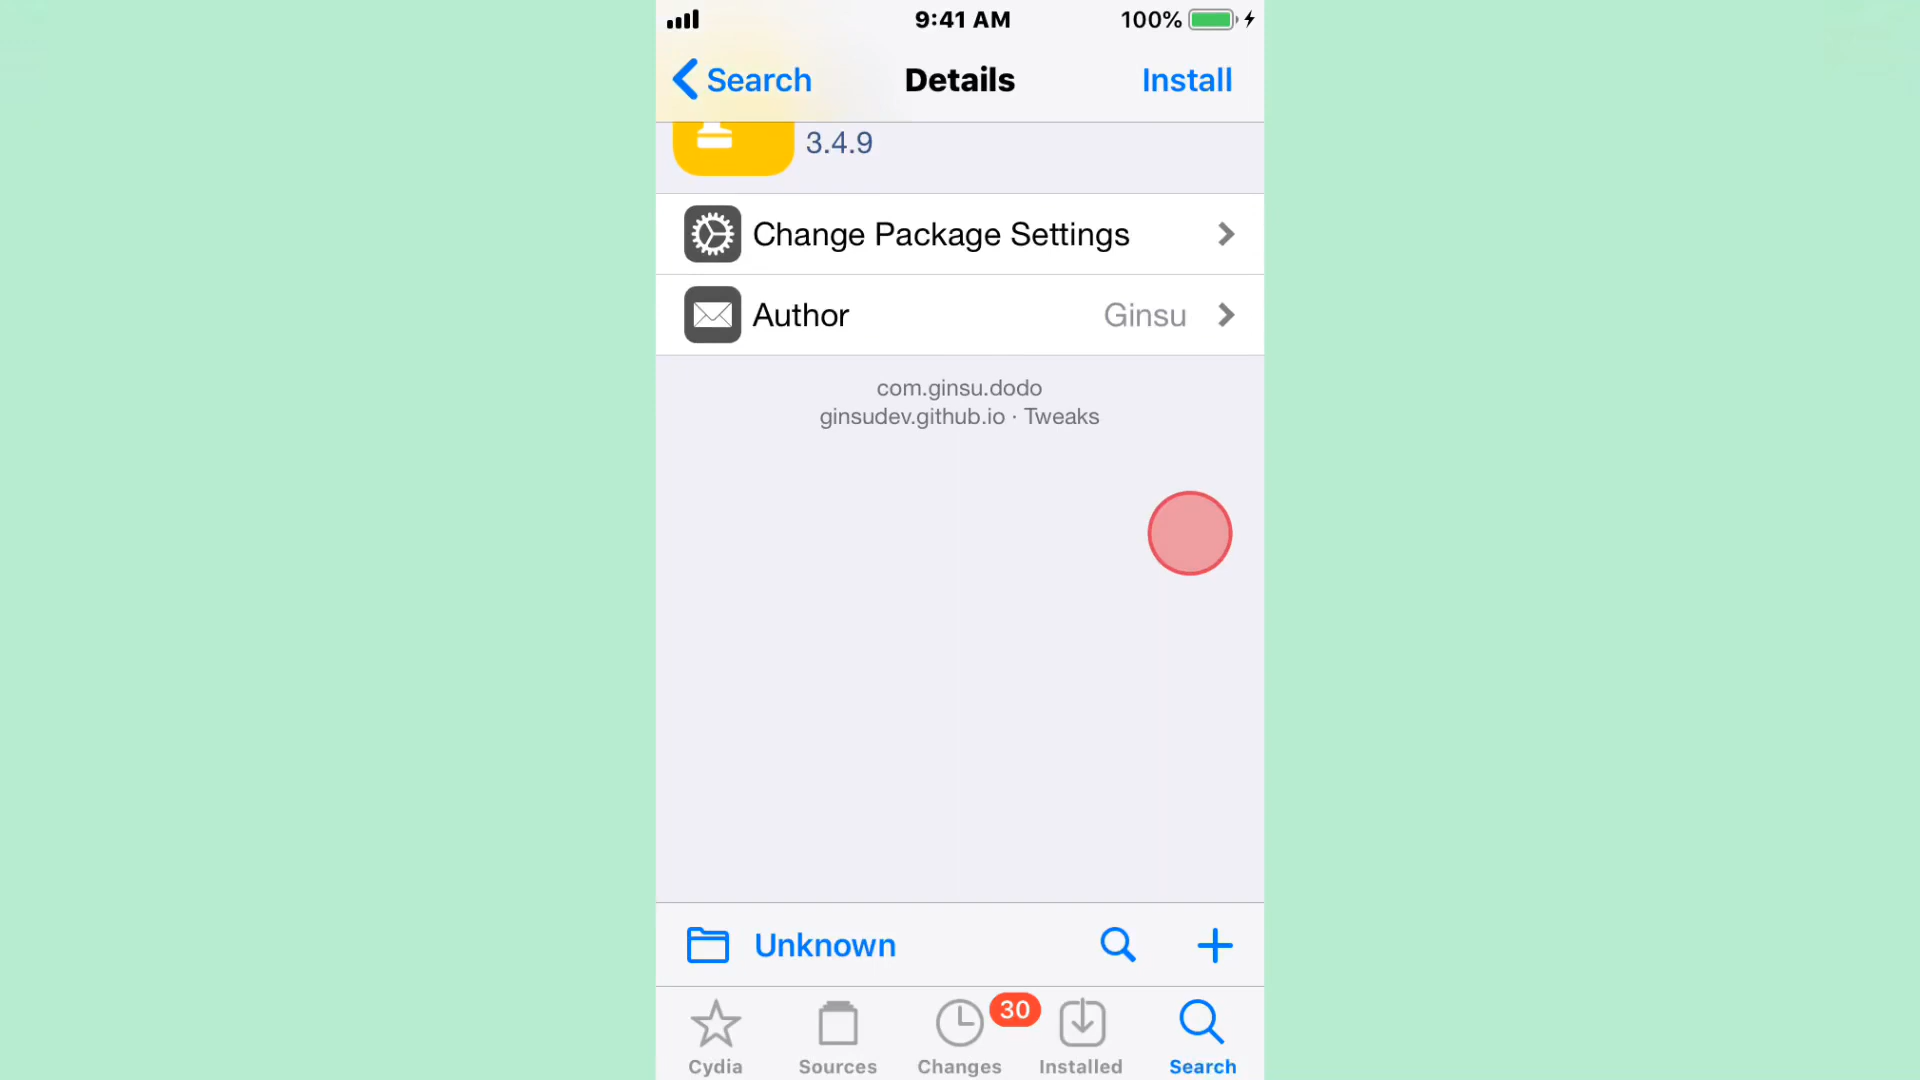 9:41 AM
100%
Search
Details
Install
3.4.9
Change Package Settings
Author
Ginsu
com.ginsu.dodo
ginsudev.github.io · Tweaks
Unknown
30
Cydia
Sources
Changes
Installed
Search